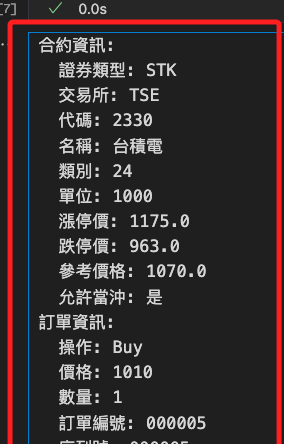 [7]
✓ 0.0s
...
合約資訊:
證券類型: STK
交易所: TSE
代碼: 2330
名稱: 台積電
類別: 24
單位: 1000
漲停價: 1175.0
跌停價: 963.0
參考價格: 1070.0
允許當沖: 是
訂單資訊:
操作: Buy
價格: 1010
數量: 1
訂單編號: 000005